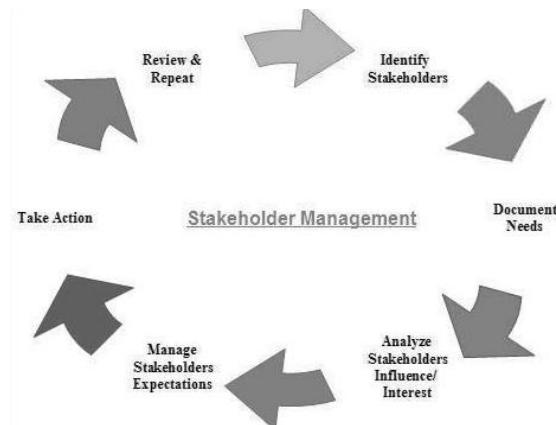 Review &
Repeat
Identify
Stakeholders
Take Action
Stakeholder Management
Document
Needs
Manage
Stakeholders
Expectations
Analyze
Stakeholders
Influence/
Interest